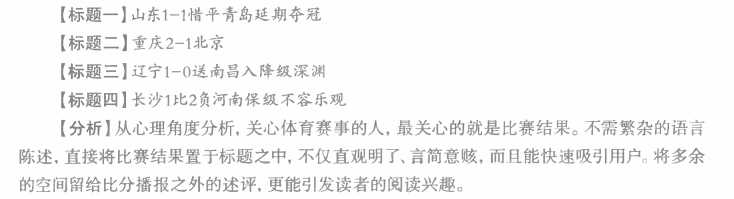 【标题一】山东1-1惜平青岛延期夺冠
【标题二】重庆2-1北京
【标题三】辽宁1-0送南昌入降级深渊
【标题四】长沙1比2负河南保级不容乐观
【分析】从心理角度分析,关心体育赛事的人,最关心的就是比赛结果。不需繁杂的语言
陈述,直接将比赛结果置于标题之中,不仅直观明了、言简意赅,而且能快速吸引用户。将多余
的空间留给比分播报之外的述评,更能引发读者的阅读兴趣。